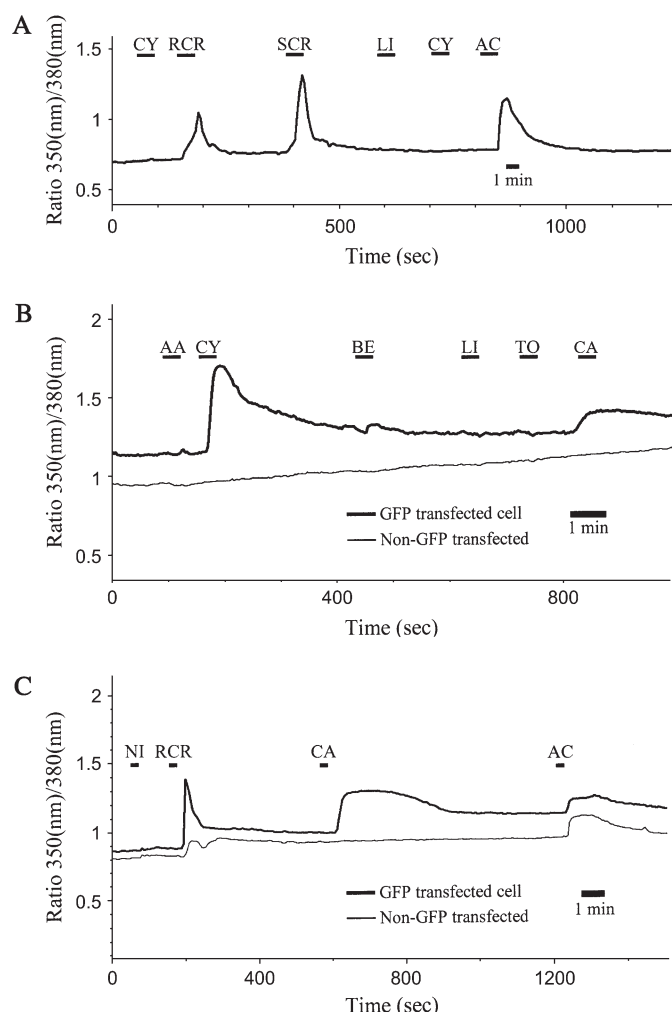 A
CY RCR SCR LI CY AC
1.5
1
0.5
Ratio 350(nm)/380(nm)
1 min
0 500 1000
Time (sec)
B
2
AA CY BE LI TO CA
1.5
1
0.5
Ratio 350(nm)/380(nm)
GFP transfected cell
Non-GFP transfected
1 min
0 400 800
Time (sec)
C
2
NI RCR CA AC
1.5
1
0.5
Ratio 350(nm)/380(nm)
GFP transfected cell
Non-GFP transfected
1 min
0 400 800 1200
Time (sec)